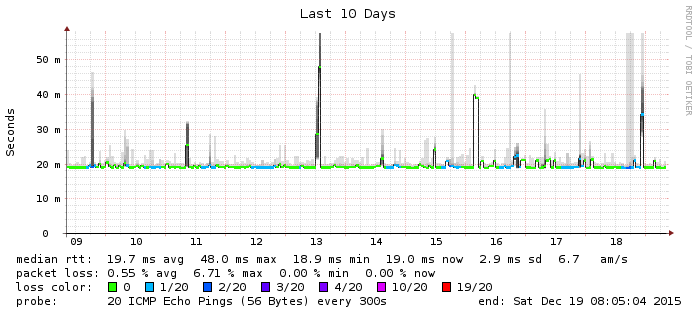 Last 10 Days
RRDTOOL / TOBI OETIKER
Seconds
50 m
40 m
30 m
20 m
10 m
0
09 10 11 12 13 14 15 16 17 18
median rtt: 19.7 ms avg 48.0 ms max 18.9 ms min 19.0 ms now 2.9 ms sd 6.7 am/s
packet loss: 0.55 % avg 6.71 % max 0.00 % min 0.00 % now
loss color: 0 1/20 2/20 3/20 4/20 10/20 19/20
probe: 20 ICMP Echo Pings (56 Bytes) every 300s end: Sat Dec 19 08:05:04 2015